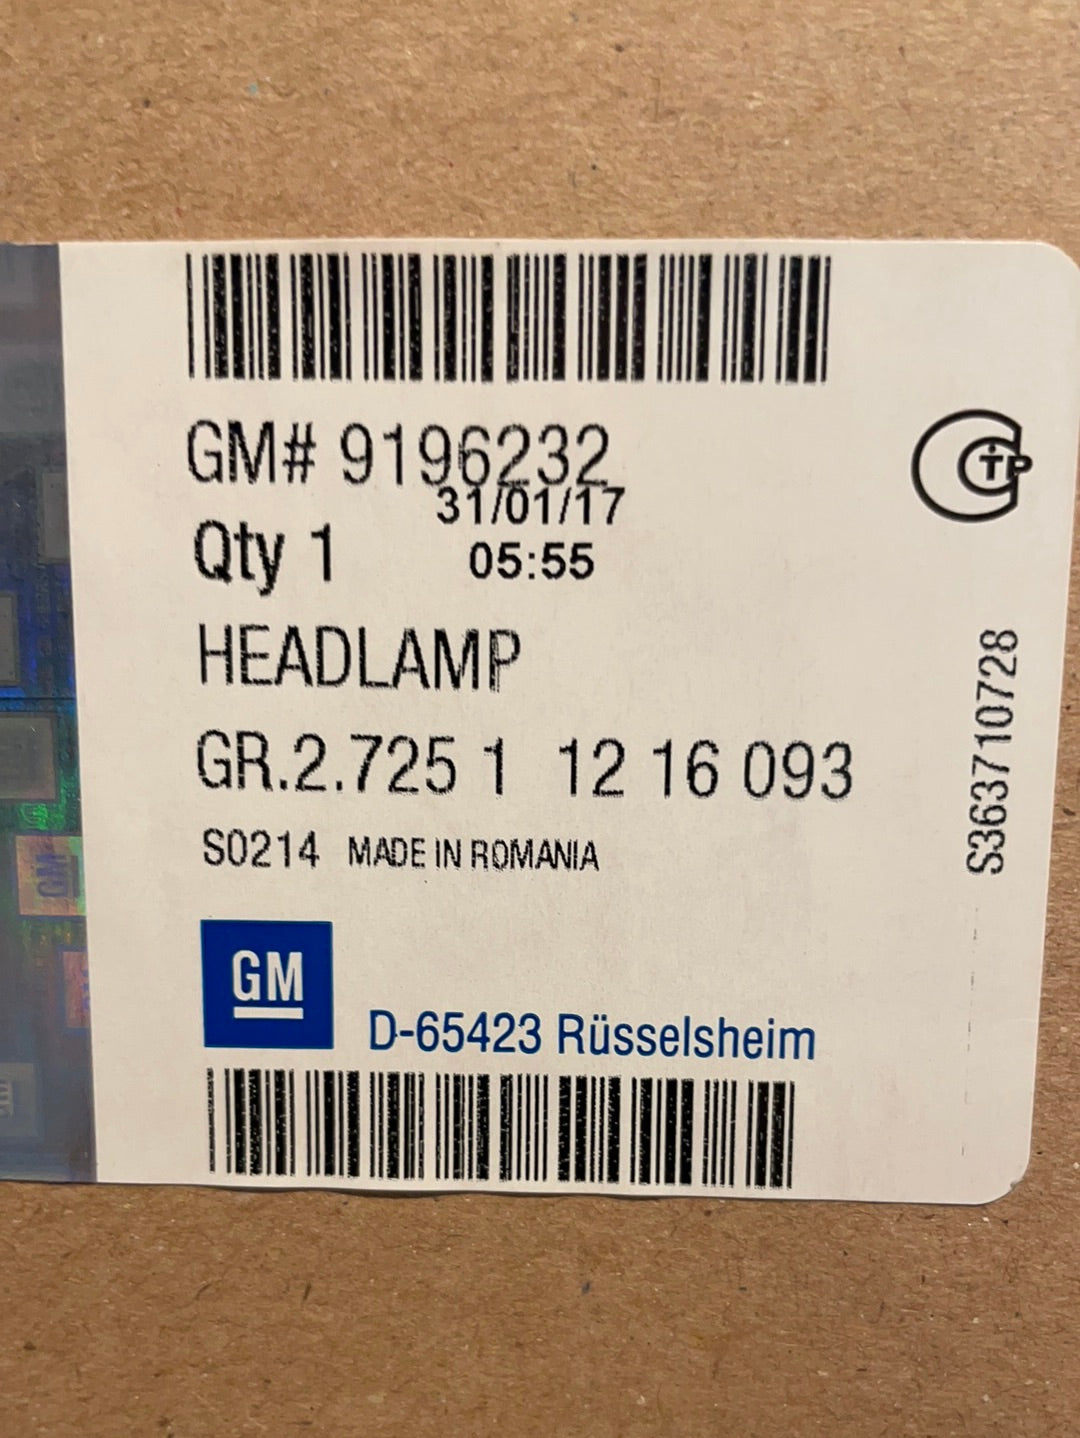 GM# 9196232
31/01/17
Qty 1
05:55
HEADLAMP
GR.2.725 1 12 16 093
S0214 MADE IN ROMANIA
GM
D-65423 Rüsselsheim
S363710728
GM